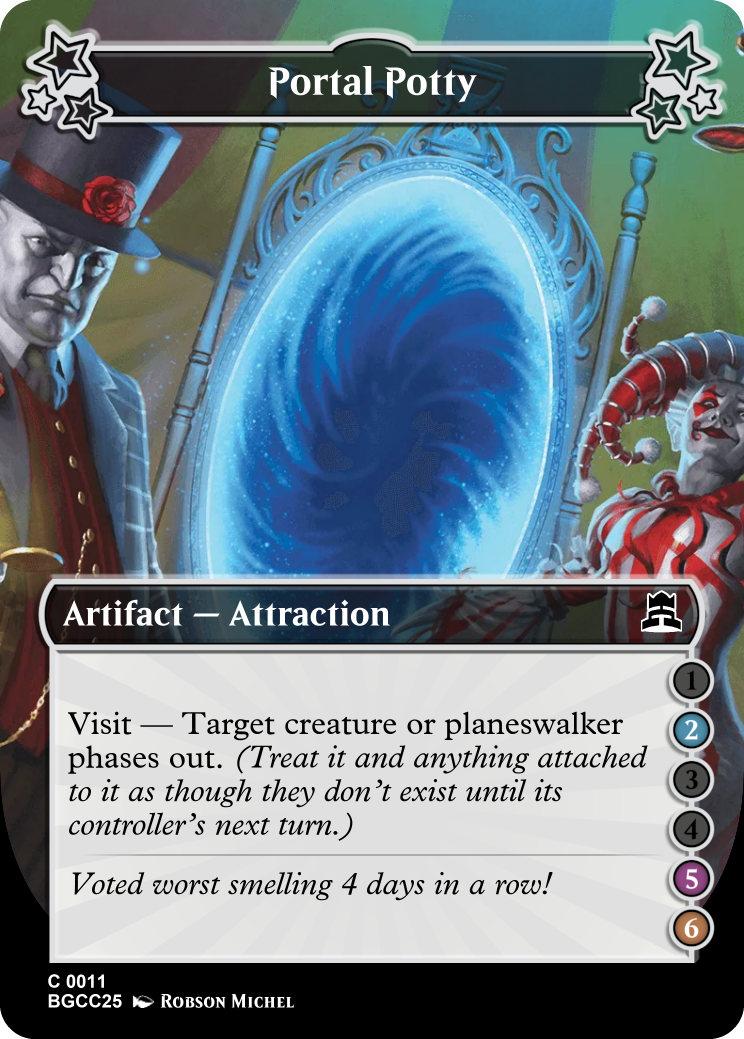 Portal Potty
Artifact — Attraction
Visit — Target creature or planeswalker
phases out. (Treat it and anything attached
to it as though they don't exist until its
controller's next turn.)
Voted worst smelling 4 days in a row!
1
2
3
4
5
6
C 0011
BGCC25 Robson Michel